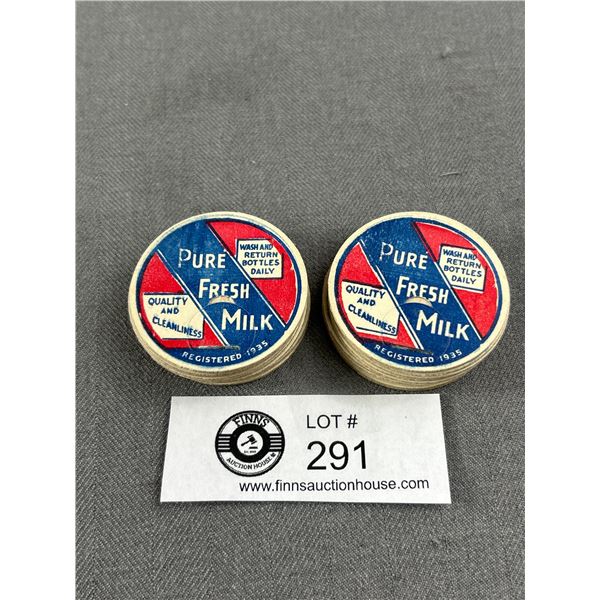 PURE
FRESH
MILK
WASH AND
RETURN
BOTTLES
DAILY
QUALITY
AND
CLEANLINESS
REGISTERED 1935
PURE
FRESH
MILK
WASH AND
RETURN
BOTTLES
DAILY
QUALITY
AND
CLEANLINESS
REGISTERED 1935
FINNS
AUCTION HOUSE
LOT #
291
www.finnsauctionhouse.com